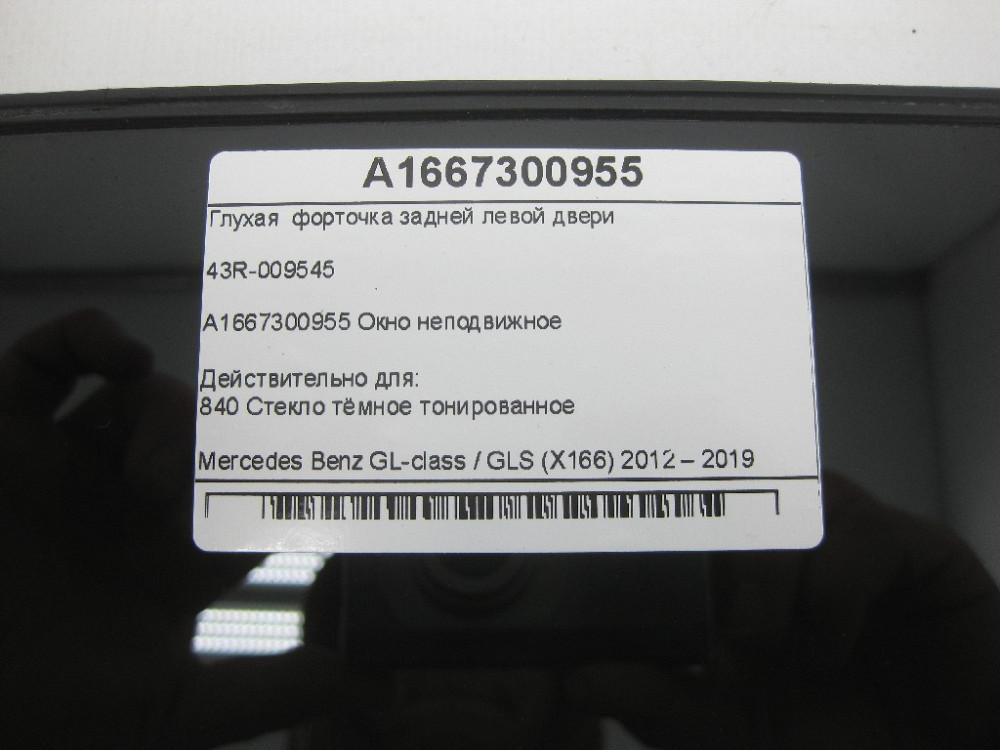 A1667300955
Глухая форточка задней левой двери
43R-009545
A1667300955 Окно неподвижное
Действительно для:
840 Стекло тёмное тонированное
Mercedes Benz GL-class / GLS (X166) 2012 – 2019